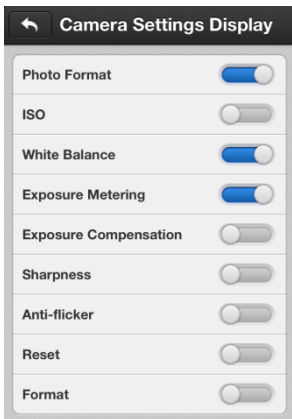 Camera Settings Display
Photo Format
ISO
White Balance
Exposure Metering
Exposure Compensation
Sharpness
Anti-flicker
Reset
Format